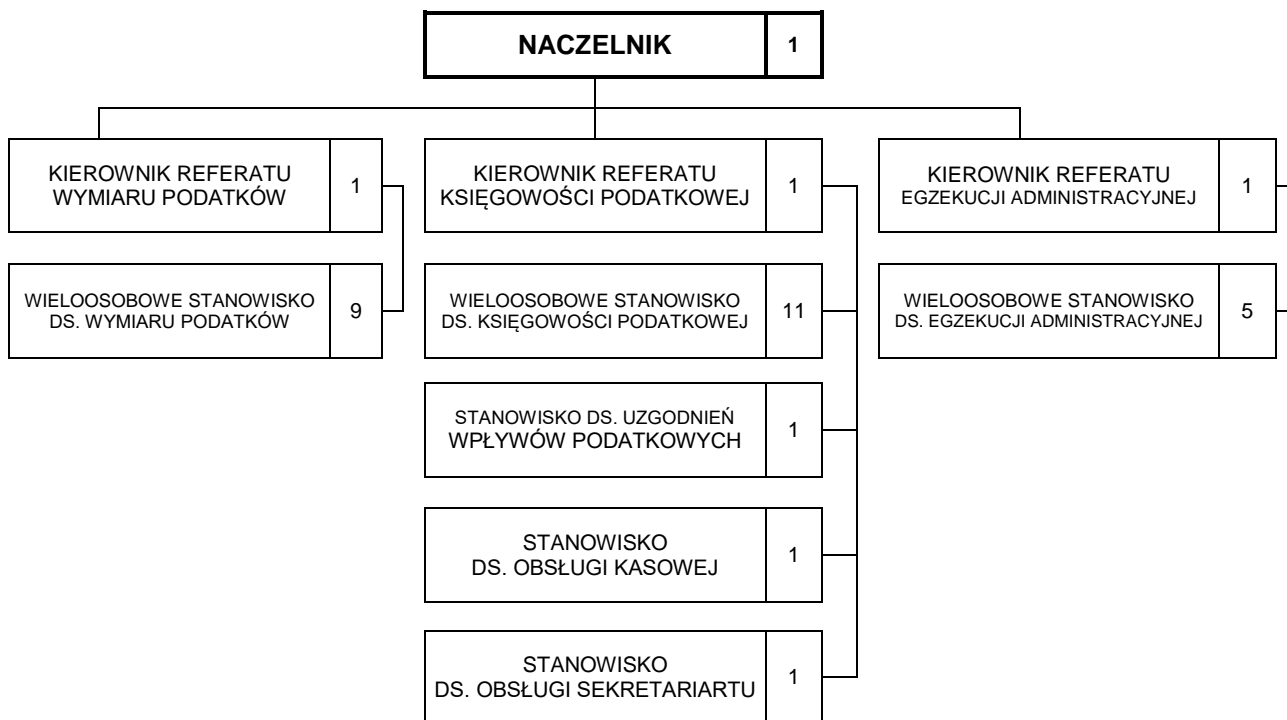 NACZELNIK 1
KIEROWNIK REFERATU
WYMIARU PODATKÓW 1
KIEROWNIK REFERATU
KSIĘGOWOŚCI PODATKOWEJ 1
KIEROWNIK REFERATU
EGZEKUCJI ADMINISTRACYJNEJ 1
WIELOOSOBOWE STANOWISKO
DS. WYMIARU PODATKÓW 9
WIELOOSOBOWE STANOWISKO
DS. KSIĘGOWOŚCI PODATKOWEJ 11
WIELOOSOBOWE STANOWISKO
DS. EGZEKUCJI ADMINISTRACYJNEJ 5
STANOWISKO DS. UZGODNIEŃ
WPŁYWÓW PODATKOWYCH 1
STANOWISKO
DS. OBSŁUGI KASOWEJ 1
STANOWISKO
DS. OBSŁUGI SEKRETARIARTU 1